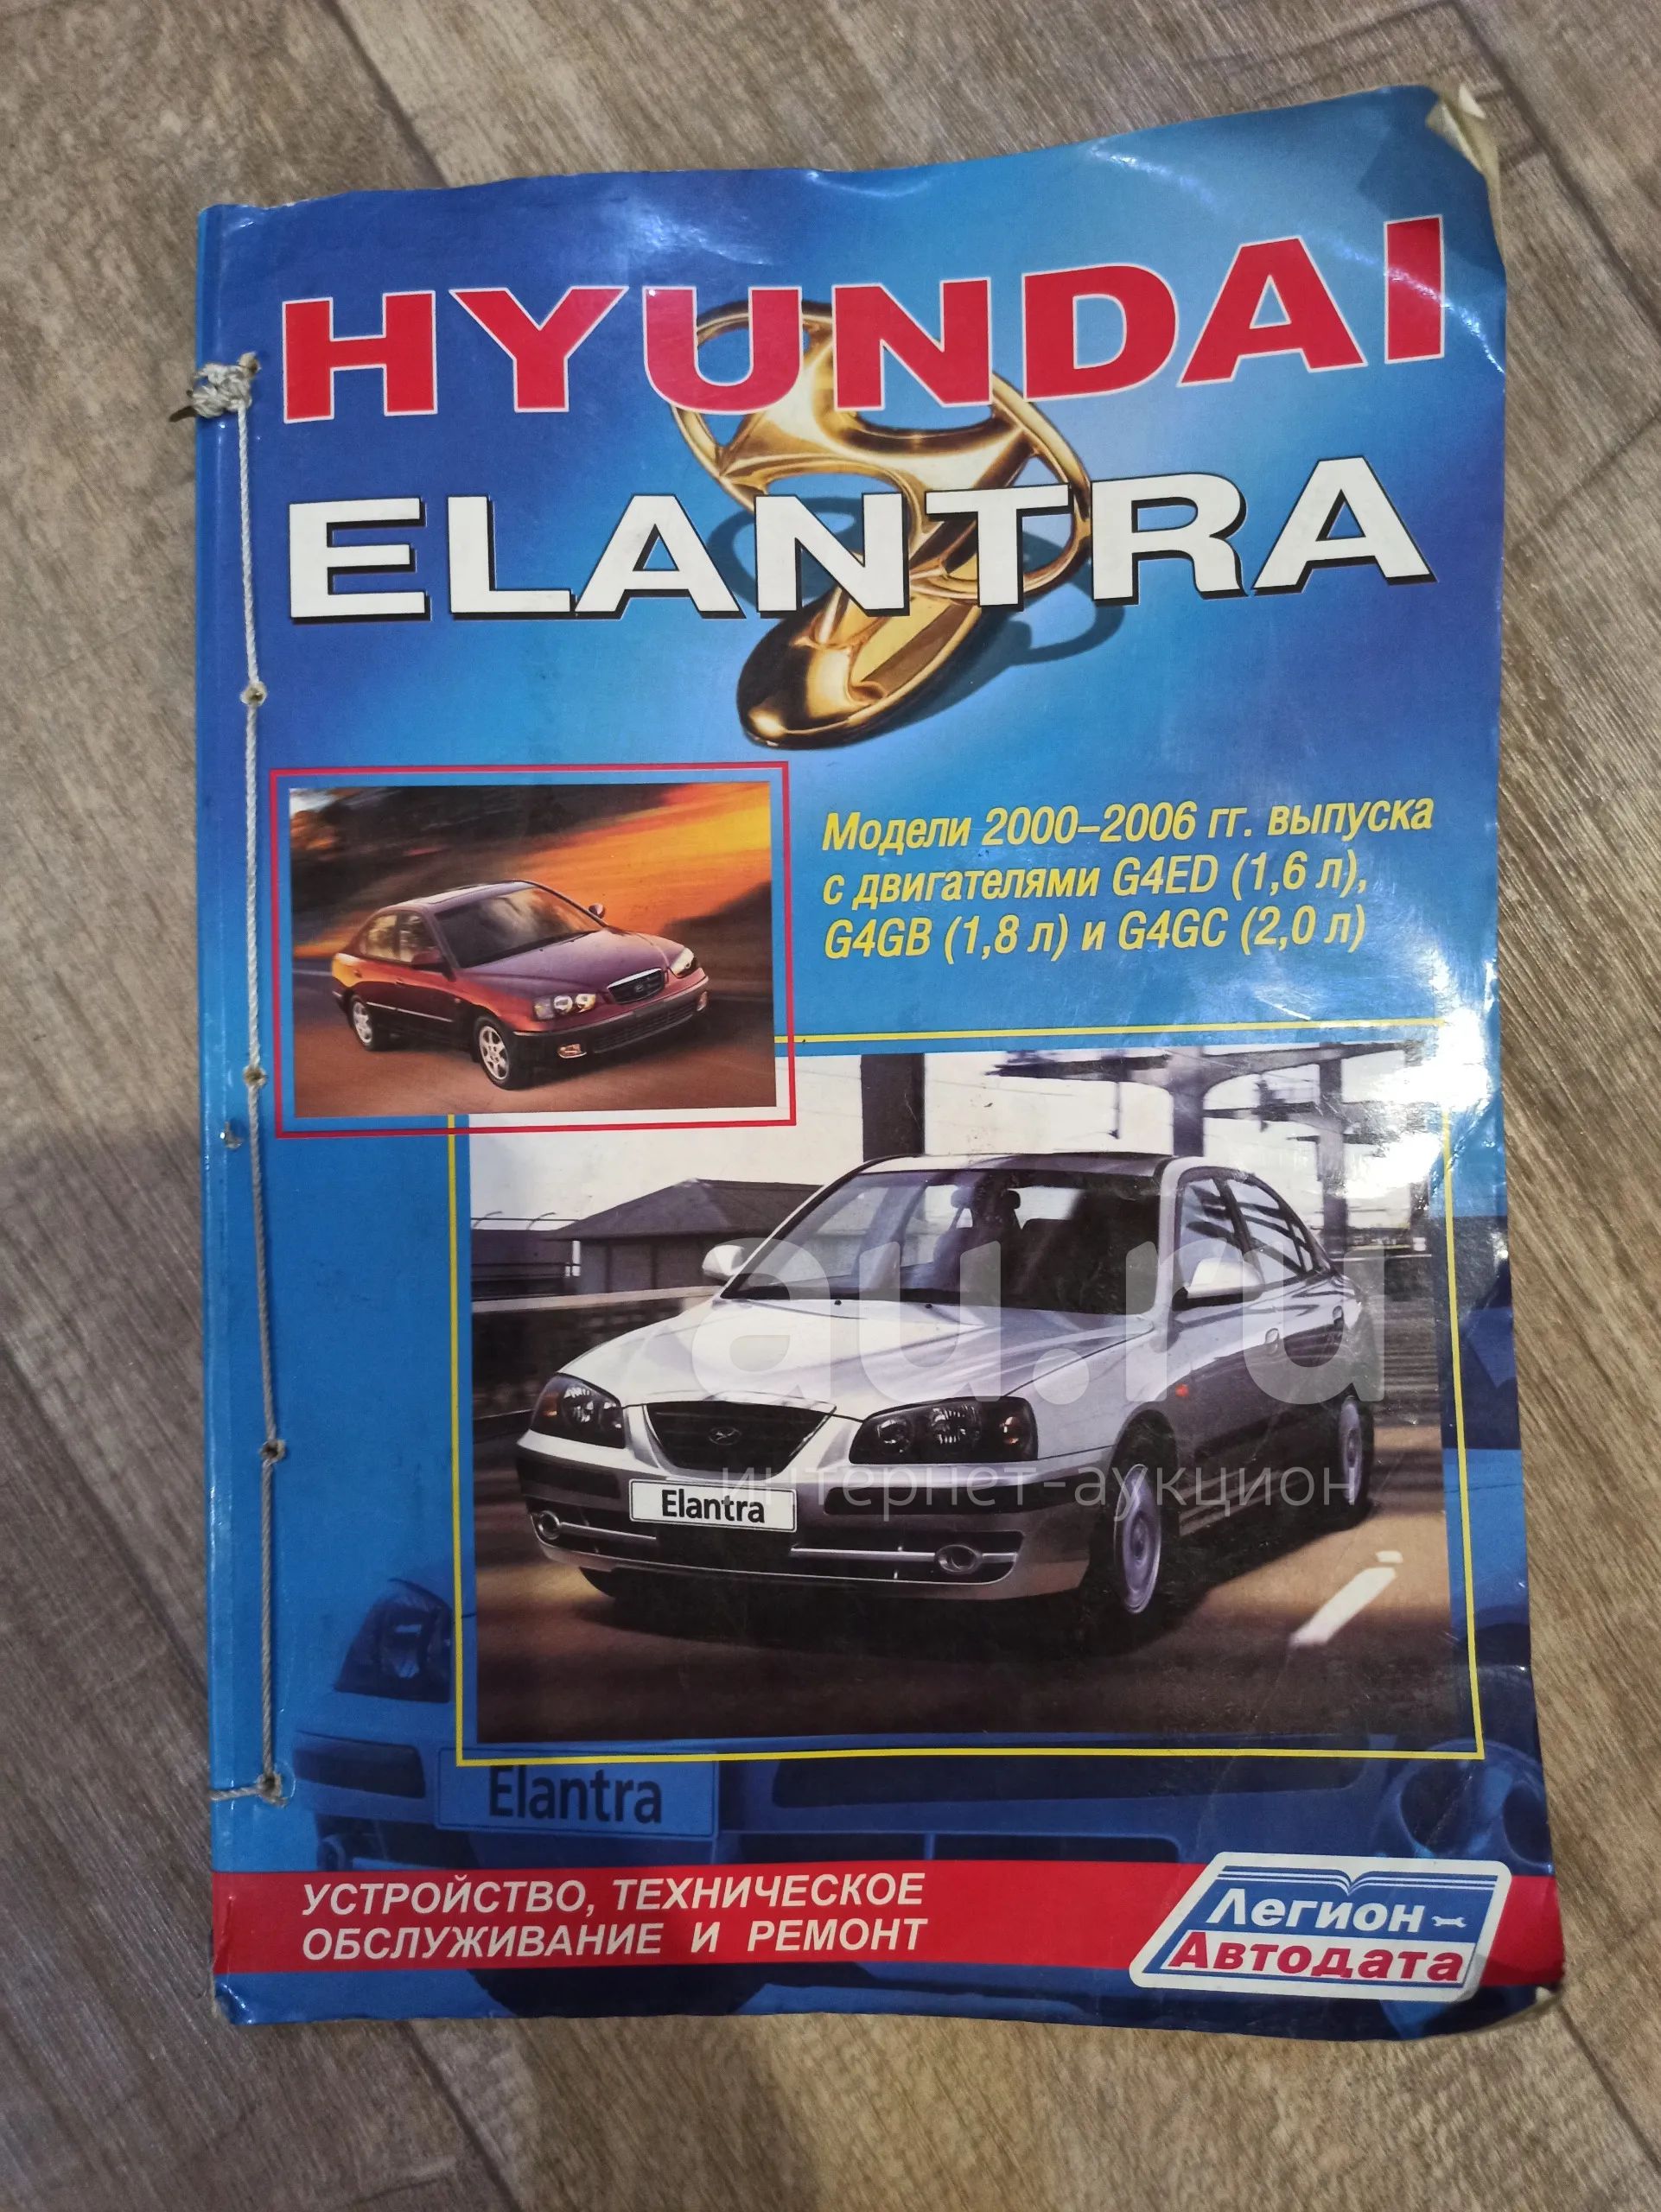 HYUNDAI
ELANTRA
Модели 2000–2006 гг. выпуска
с двигателями G4ED (1,6 л),
G4GB (1,8 л) и G4GC (2,0 л)
au.ru
интернет-аукцион
Elantra
Elantra
УСТРОЙСТВО, ТЕХНИЧЕСКОЕ
ОБСЛУЖИВАНИЕ И РЕМОНТ
Легион-
Автодата